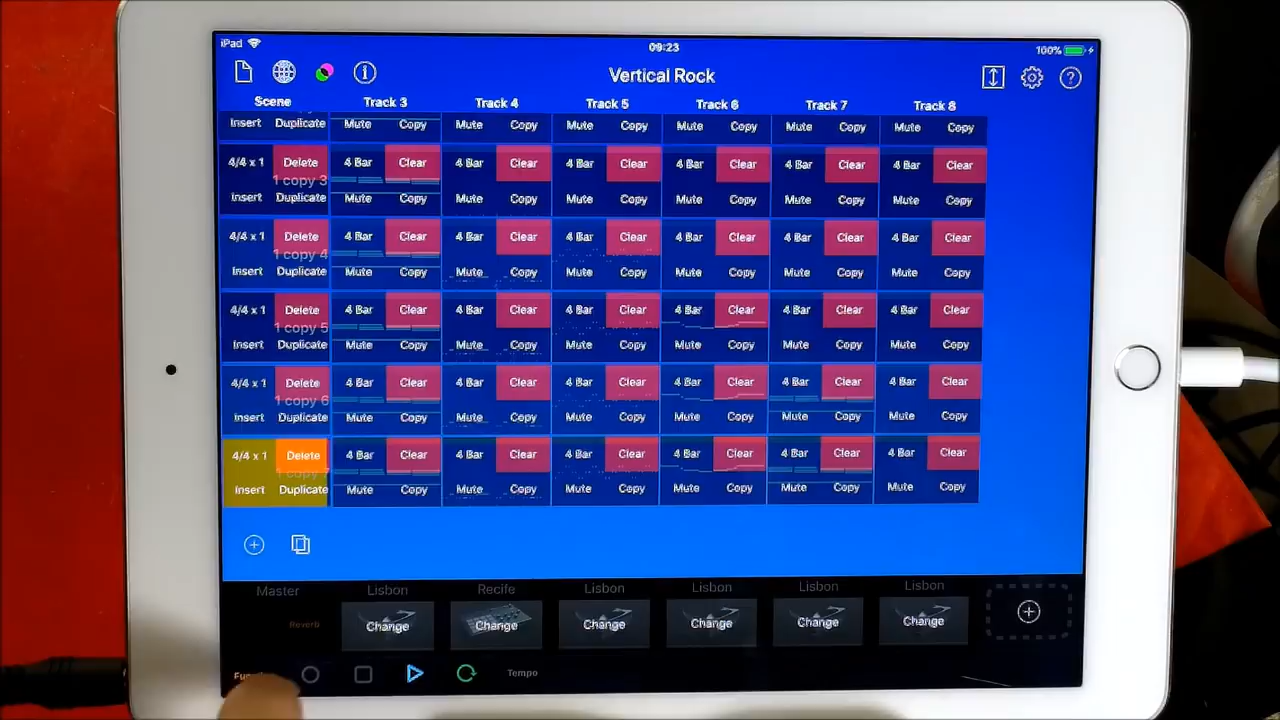 iPad 09:23 100%
Vertical Rock
Scene Track 3 Track 4 Track 5 Track 6 Track 7 Track 8
Insert Duplicate Mute Copy Mute Copy Mute Copy Mute Copy Mute Copy Mute Copy
4/4 x 1 Delete 4 Bar Clear 4 Bar Clear 4 Bar Clear 4 Bar Clear 4 Bar Clear 4 Bar Clear
1 copy 3
Insert Duplicate Mute Copy Mute Copy Mute Copy Mute Copy Mute Copy Mute Copy
4/4 x 1 Delete 4 Bar Clear 4 Bar Clear 4 Bar Clear 4 Bar Clear 4 Bar Clear 4 Bar Clear
1 copy 4
Insert Duplicate Mute Copy Mute Copy Mute Copy Mute Copy Mute Copy Mute Copy
4/4 x 1 Delete 4 Bar Clear 4 Bar Clear 4 Bar Clear 4 Bar Clear 4 Bar Clear 4 Bar Clear
1 copy 5
Insert Duplicate Mute Copy Mute Copy Mute Copy Mute Copy Mute Copy Mute Copy
4/4 x 1 Delete 4 Bar Clear 4 Bar Clear 4 Bar Clear 4 Bar Clear 4 Bar Clear 4 Bar Clear
1 copy 6
Insert Duplicate Mute Copy Mute Copy Mute Copy Mute Copy Mute Copy Mute Copy
4/4 x 1 Delete 4 Bar Clear 4 Bar Clear 4 Bar Clear 4 Bar Clear 4 Bar Clear 4 Bar Clear
1 copy 7
Insert Duplicate Mute Copy Mute Copy Mute Copy Mute Copy Mute Copy Mute Copy
Master Lisbon Recife Lisbon Lisbon Lisbon Lisbon
Reverb Change Change Change Change Change Change
Tempo